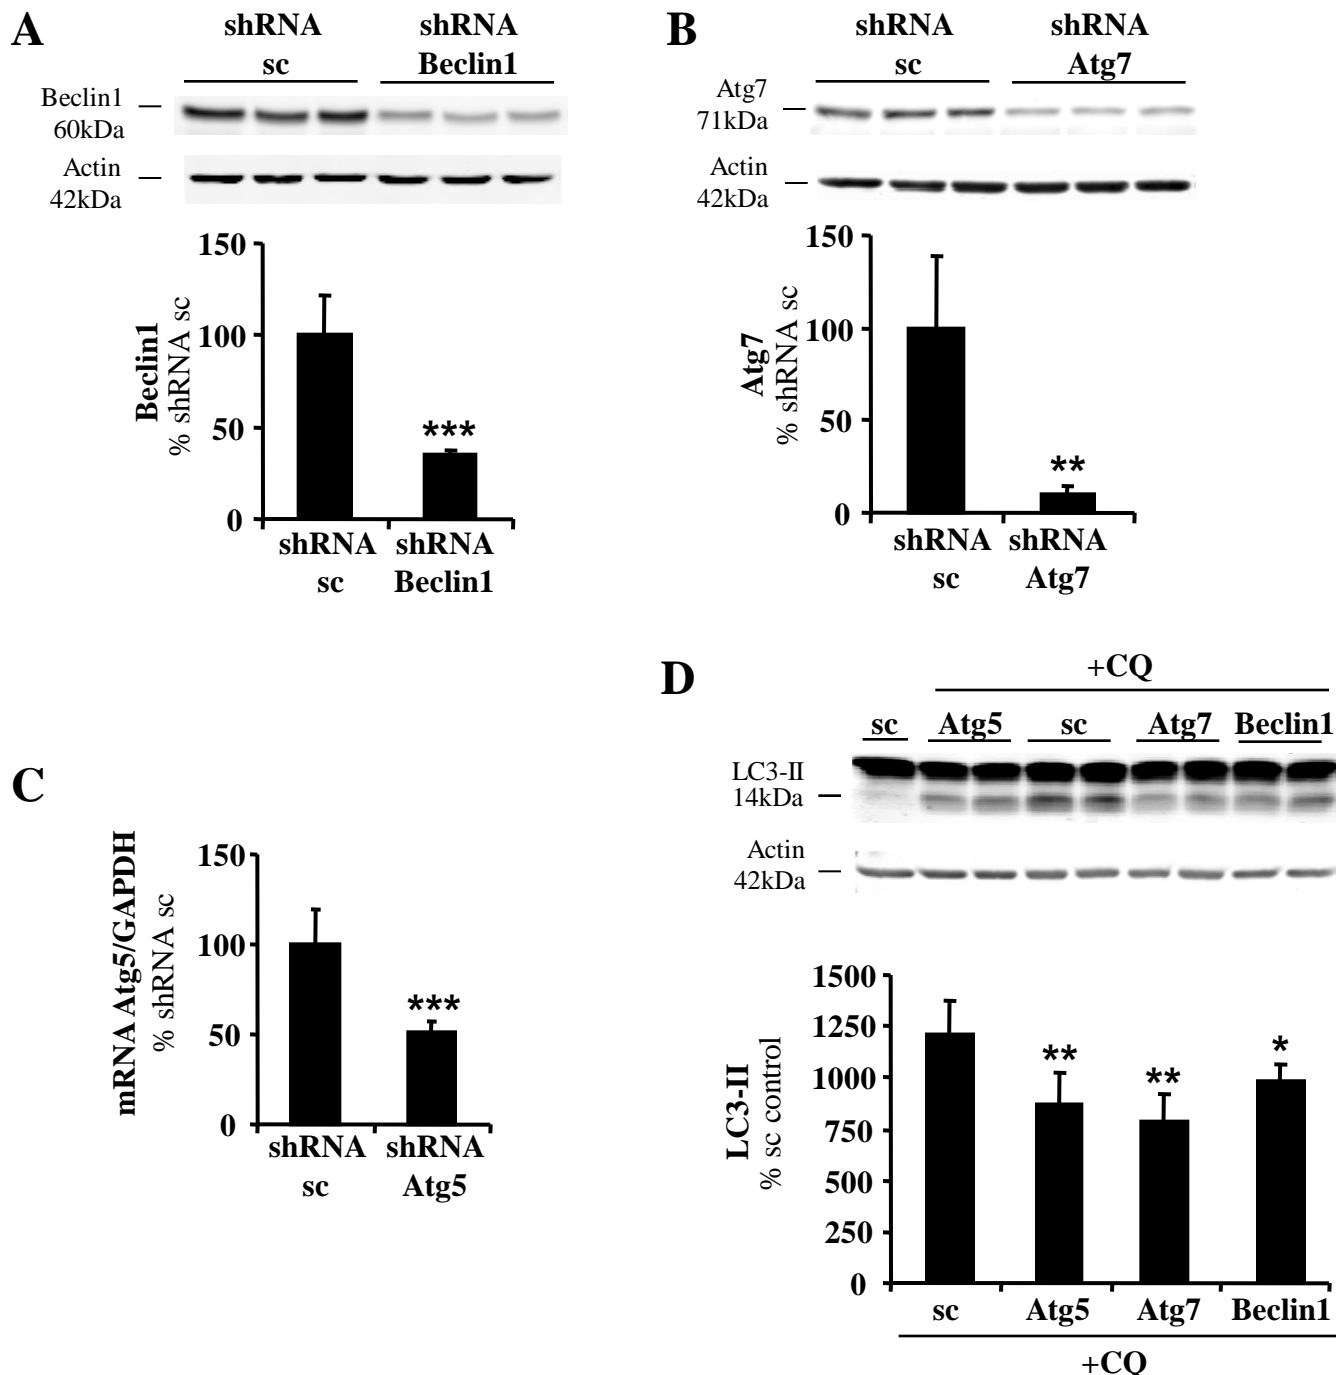 A
shRNA shRNA
sc Beclin1
Beclin1
60kDa
Actin
42kDa
150
100
50
0
Beclin1
% shRNA sc
***
shRNA shRNA
sc Beclin1
B
shRNA shRNA
sc Atg7
Atg7
71kDa
Actin
42kDa
150
100
50
0
Atg7
% shRNA sc
**
shRNA shRNA
sc Atg7
C
150
100
50
0
mRNA Atg5/GAPDH
% shRNA sc
***
shRNA shRNA
sc Atg5
D
+CQ
sc Atg5 sc Atg7 Beclin1
LC3-II
14kDa
Actin
42kDa
1500
1250
1000
750
500
250
0
LC3-II
% sc control
** ** *
sc Atg5 Atg7 Beclin1
+CQ